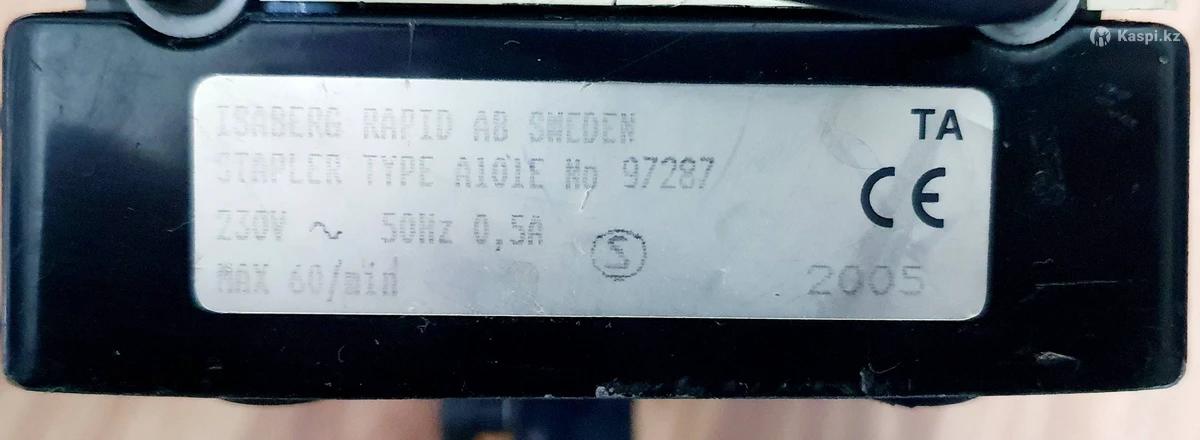 Kaspi.kz
ISABERG RAPID AB SWEDEN
TA
STAPLER TYPE A101E No 97287
CE
230V ~ 50Hz 0,5A
S
MAX 60/min
2005